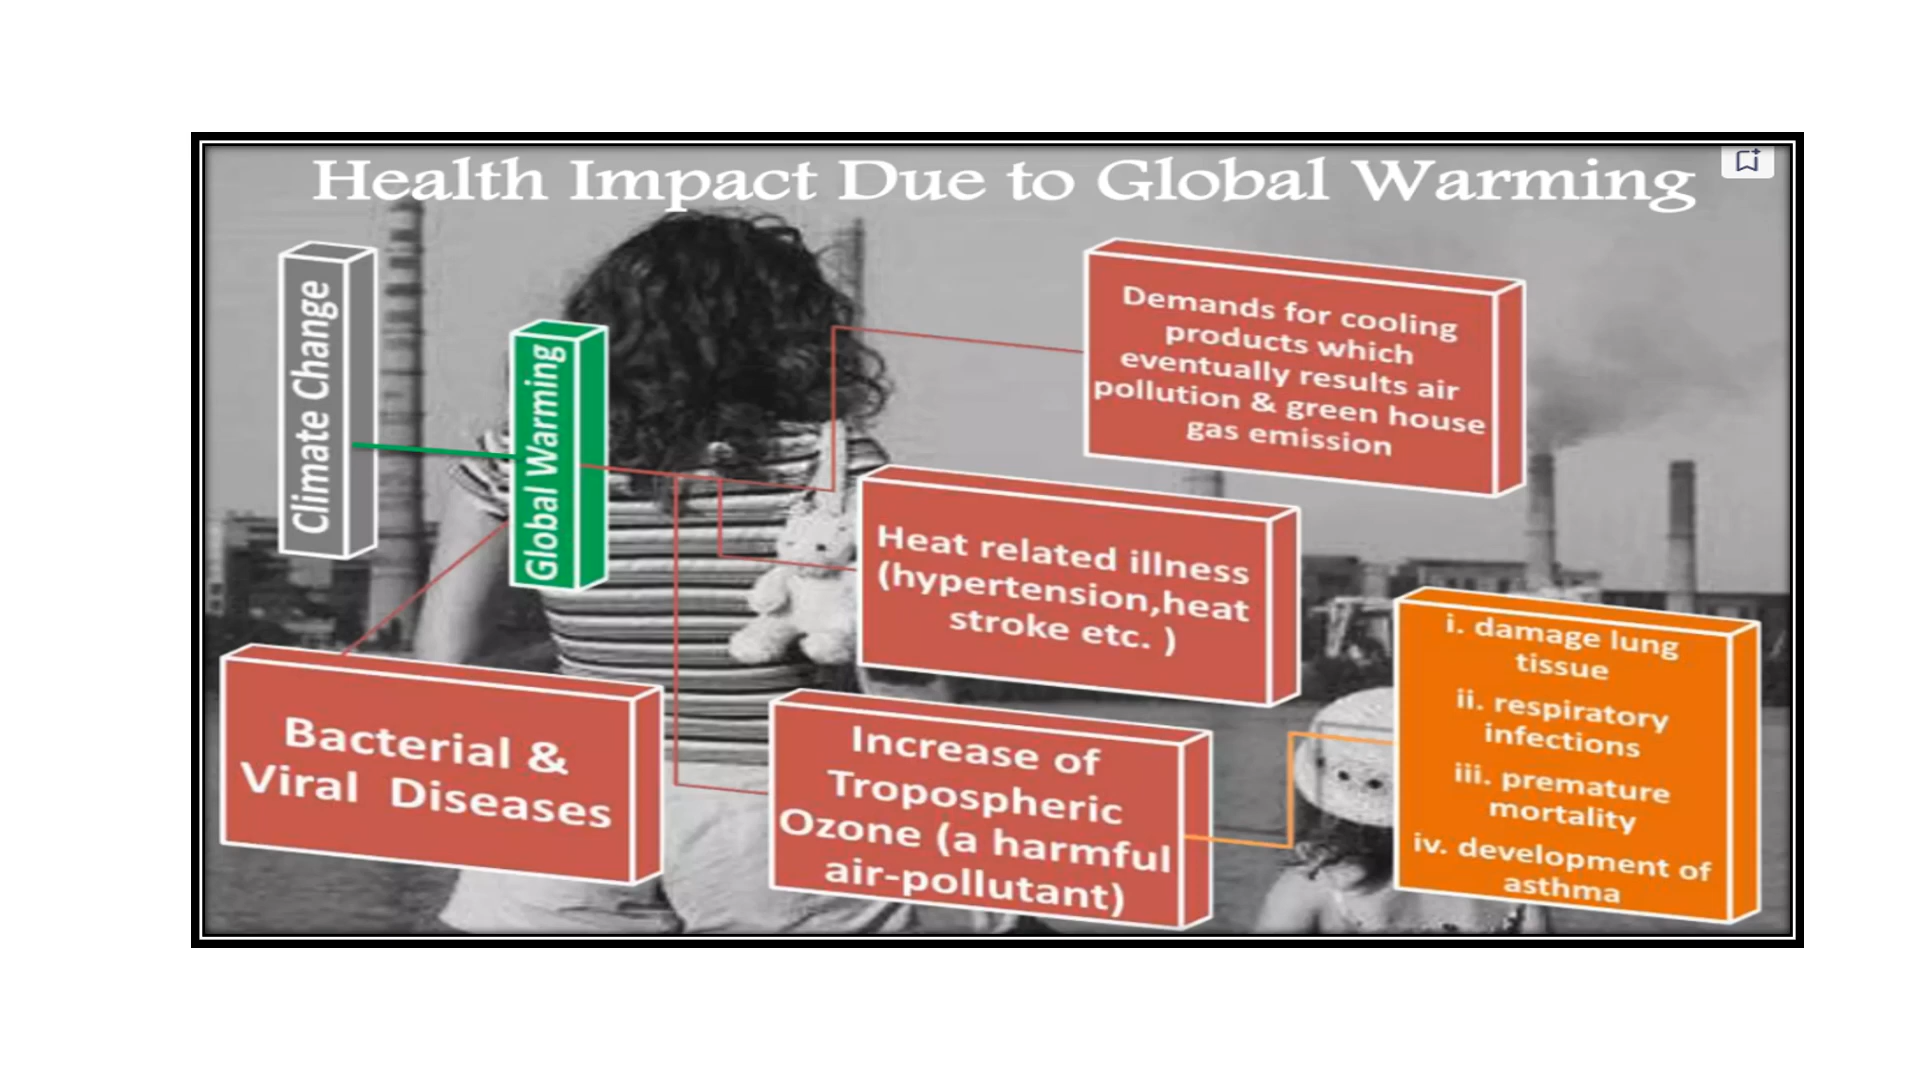 Health Impact Due to Global Warming
Climate Change
Global Warming
Demands for cooling
products which
eventually results air
pollution & green house
gas emission
Heat related illness
(hypertension,heat
stroke etc. )
Bacterial &
Viral Diseases
Increase of
Tropospheric
Ozone (a harmful
air-pollutant)
i. damage lung
tissue
ii. respiratory
infections
iii. premature
mortality
iv. development of
asthma